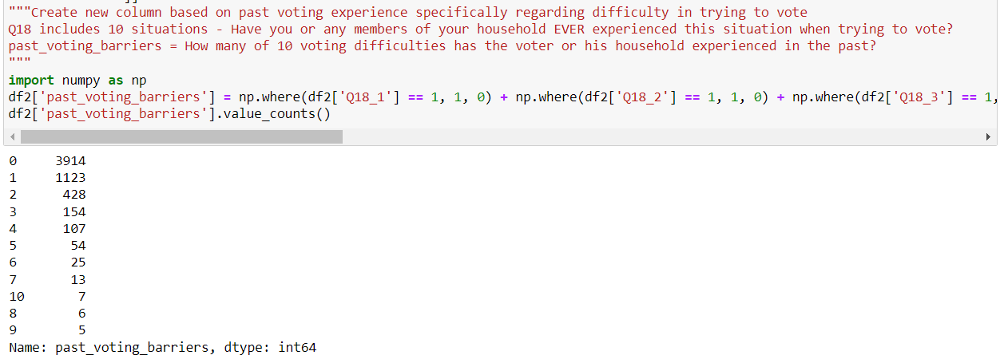 """Create new column based on past voting experience specifically regarding difficulty in trying to vote
Q18 includes 10 situations - Have you or any members of your household EVER experienced this situation when trying to vote?
past_voting_barriers = How many of 10 voting difficulties has the voter or his household experienced in the past?
"""
import numpy as np
df2['past_voting_barriers'] = np.where(df2['Q18_1'] == 1, 1, 0) + np.where(df2['Q18_2'] == 1, 1, 0) + np.where(df2['Q18_3'] == 1,
df2['past_voting_barriers'].value_counts()
0     3914
1     1123
2      428
3      154
4      107
5       54
6       25
7       13
10       7
8        6
9        5
Name: past_voting_barriers, dtype: int64